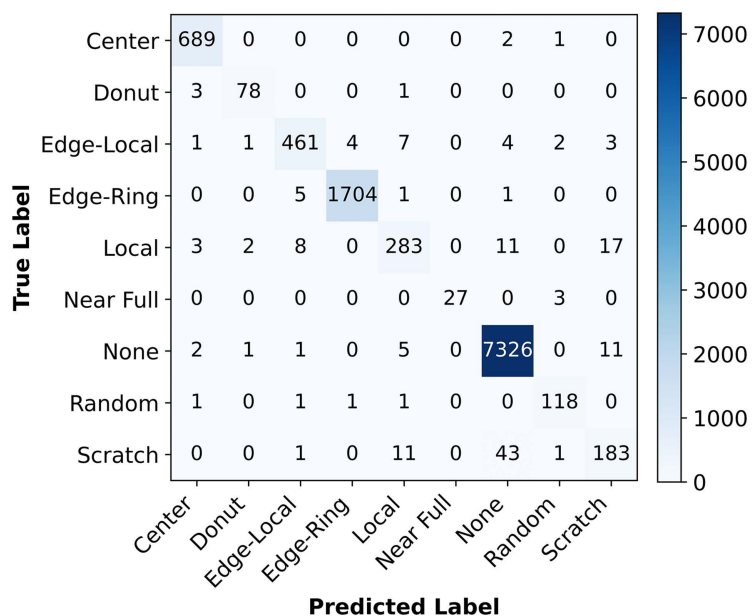 Center 689 0 0 0 0 0 2 1 0
Donut 3 78 0 0 1 0 0 0 0
Edge-Local 1 1 461 4 7 0 4 2 3
Edge-Ring 0 0 5 1704 1 0 1 0 0
Local 3 2 8 0 283 0 11 0 17
Near Full 0 0 0 0 0 27 0 3 0
None 2 1 1 0 5 0 7326 0 11
Random 1 0 1 1 1 0 0 118 0
Scratch 0 0 1 0 11 0 43 1 183
True Label
Center
Donut
Edge-Local
Edge-Ring
Local
Near Full
None
Random
Scratch
Predicted Label
7000
6000
5000
4000
3000
2000
1000
0